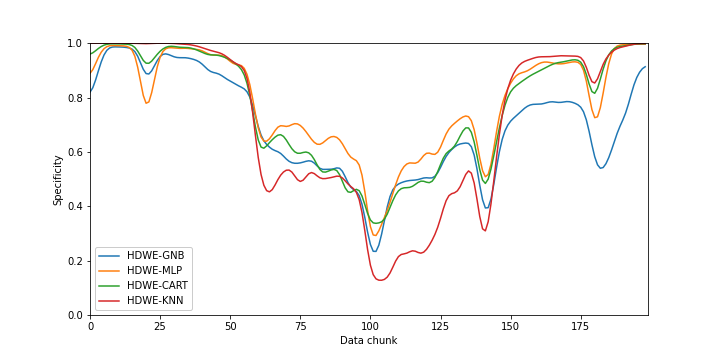 1.0
0.8
0.6
0.4
0.2
0.0
Specificity
HDWE-GNB
HDWE-MLP
HDWE-CART
HDWE-KNN
0 25 50 75 100 125 150 175
Data chunk